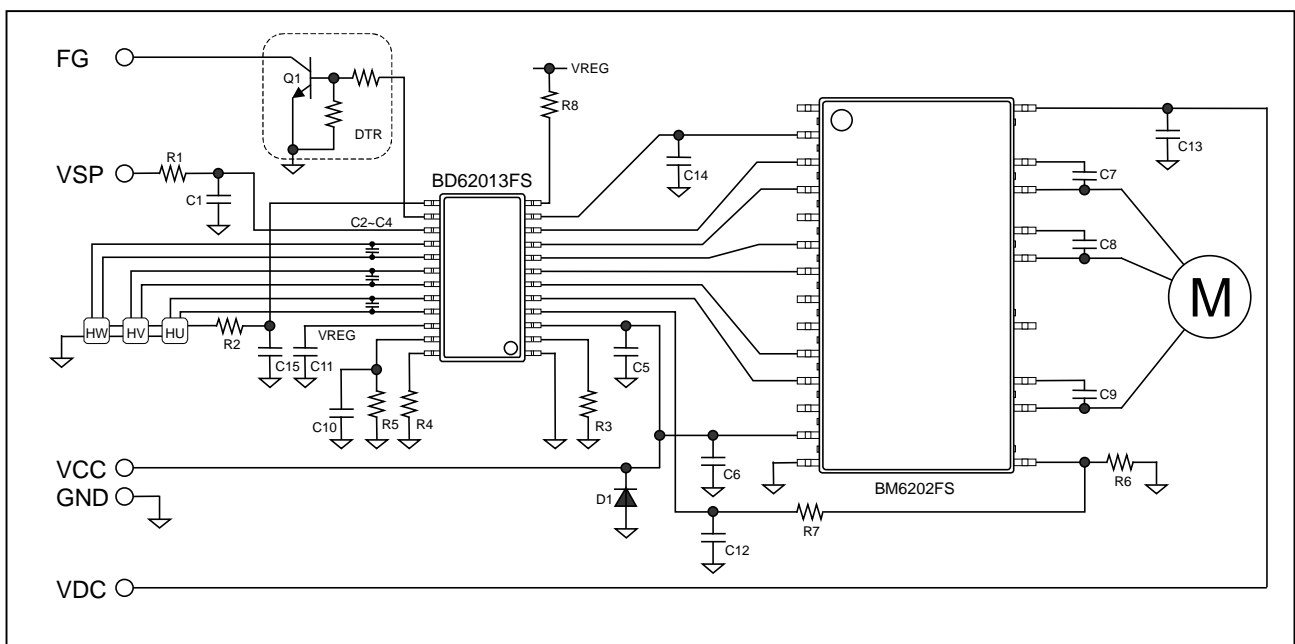 FG
Q1
DTR
VREG
R8
VSP
R1
C1
BD62013FS
C14
C13
C2~C4
C7
C8
M
HW
HV
HU
R2
C15
VREG
C11
C5
C10
R5
R4
R3
C9
VCC
GND
D1
C6
BM6202FS
R6
C12
R7
VDC